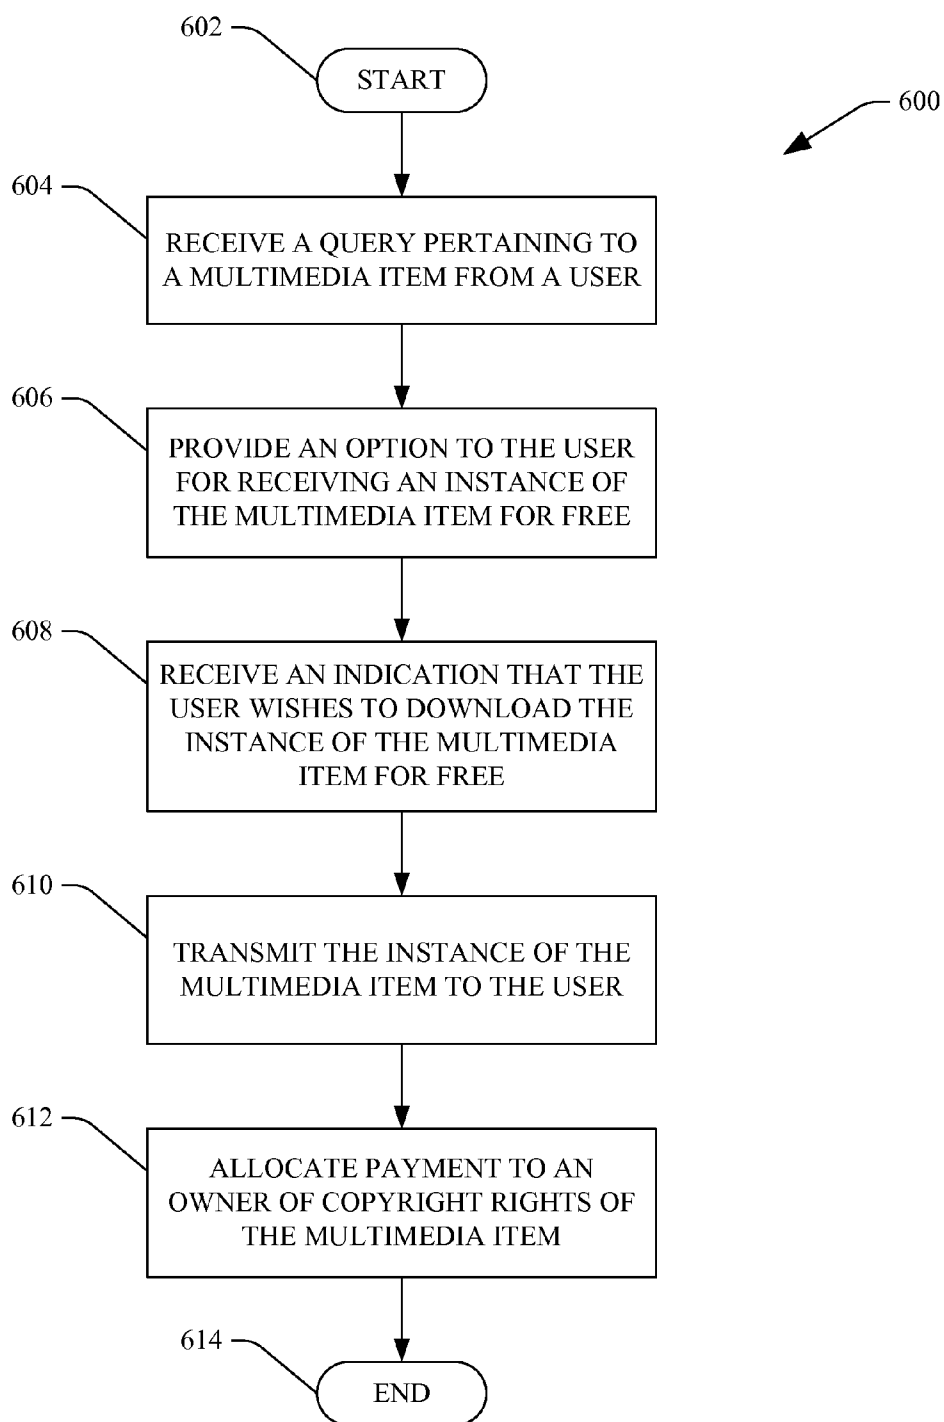 602
START
600
604
RECEIVE A QUERY PERTAINING TO
A MULTIMEDIA ITEM FROM A USER
606
PROVIDE AN OPTION TO THE USER
FOR RECEIVING AN INSTANCE OF
THE MULTIMEDIA ITEM FOR FREE
608
RECEIVE AN INDICATION THAT THE
USER WISHES TO DOWNLOAD THE
INSTANCE OF THE MULTIMEDIA
ITEM FOR FREE
610
TRANSMIT THE INSTANCE OF THE
MULTIMEDIA ITEM TO THE USER
612
ALLOCATE PAYMENT TO AN
OWNER OF COPYRIGHT RIGHTS OF
THE MULTIMEDIA ITEM
614
END